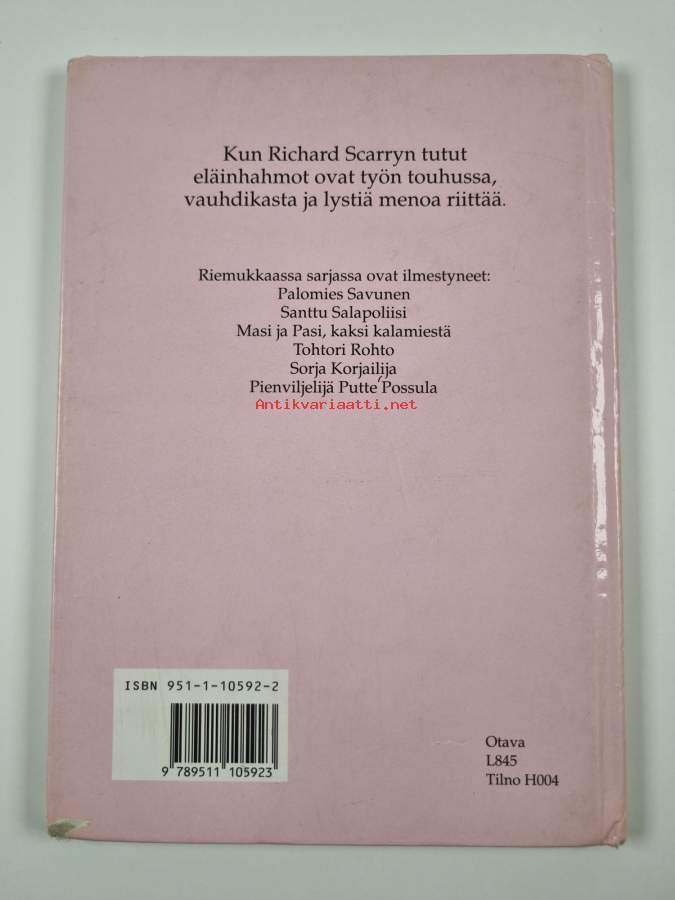 Kun Richard Scarryn tutut
eläinhahmot ovat työn touhussa,
vauhdikasta ja lystiä menoa riittää.
Riemukkaassa sarjassa ovat ilmestyneet:
Palomies Savunen
Santtu Salapoliisi
Masi ja Pasi, kaksi kalamiestä
Tohtori Rohto
Sorja Korjailija
Pienviljelijä Putte Possula
Antikvariaatti.net
ISBN 951-1-10592-2
9 789511 105923
Otava
L845
Tilno H004